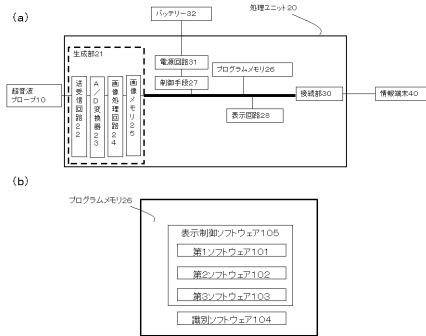 (a)
バッテリー32
処理ユニット20
生成部21
電源回路31
プログラムメモリ26
制御手段27
超音波
プローブ10
送受信回路22
A/D変換器23
画像処理回路24
画像メモリ25
接続部30
情報端末40
表示回路28
(b)
プログラムメモリ26
表示制御ソフトウェア105
第1ソフトウェア101
第2ソフトウェア102
第3ソフトウェア103
識別ソフトウェア104